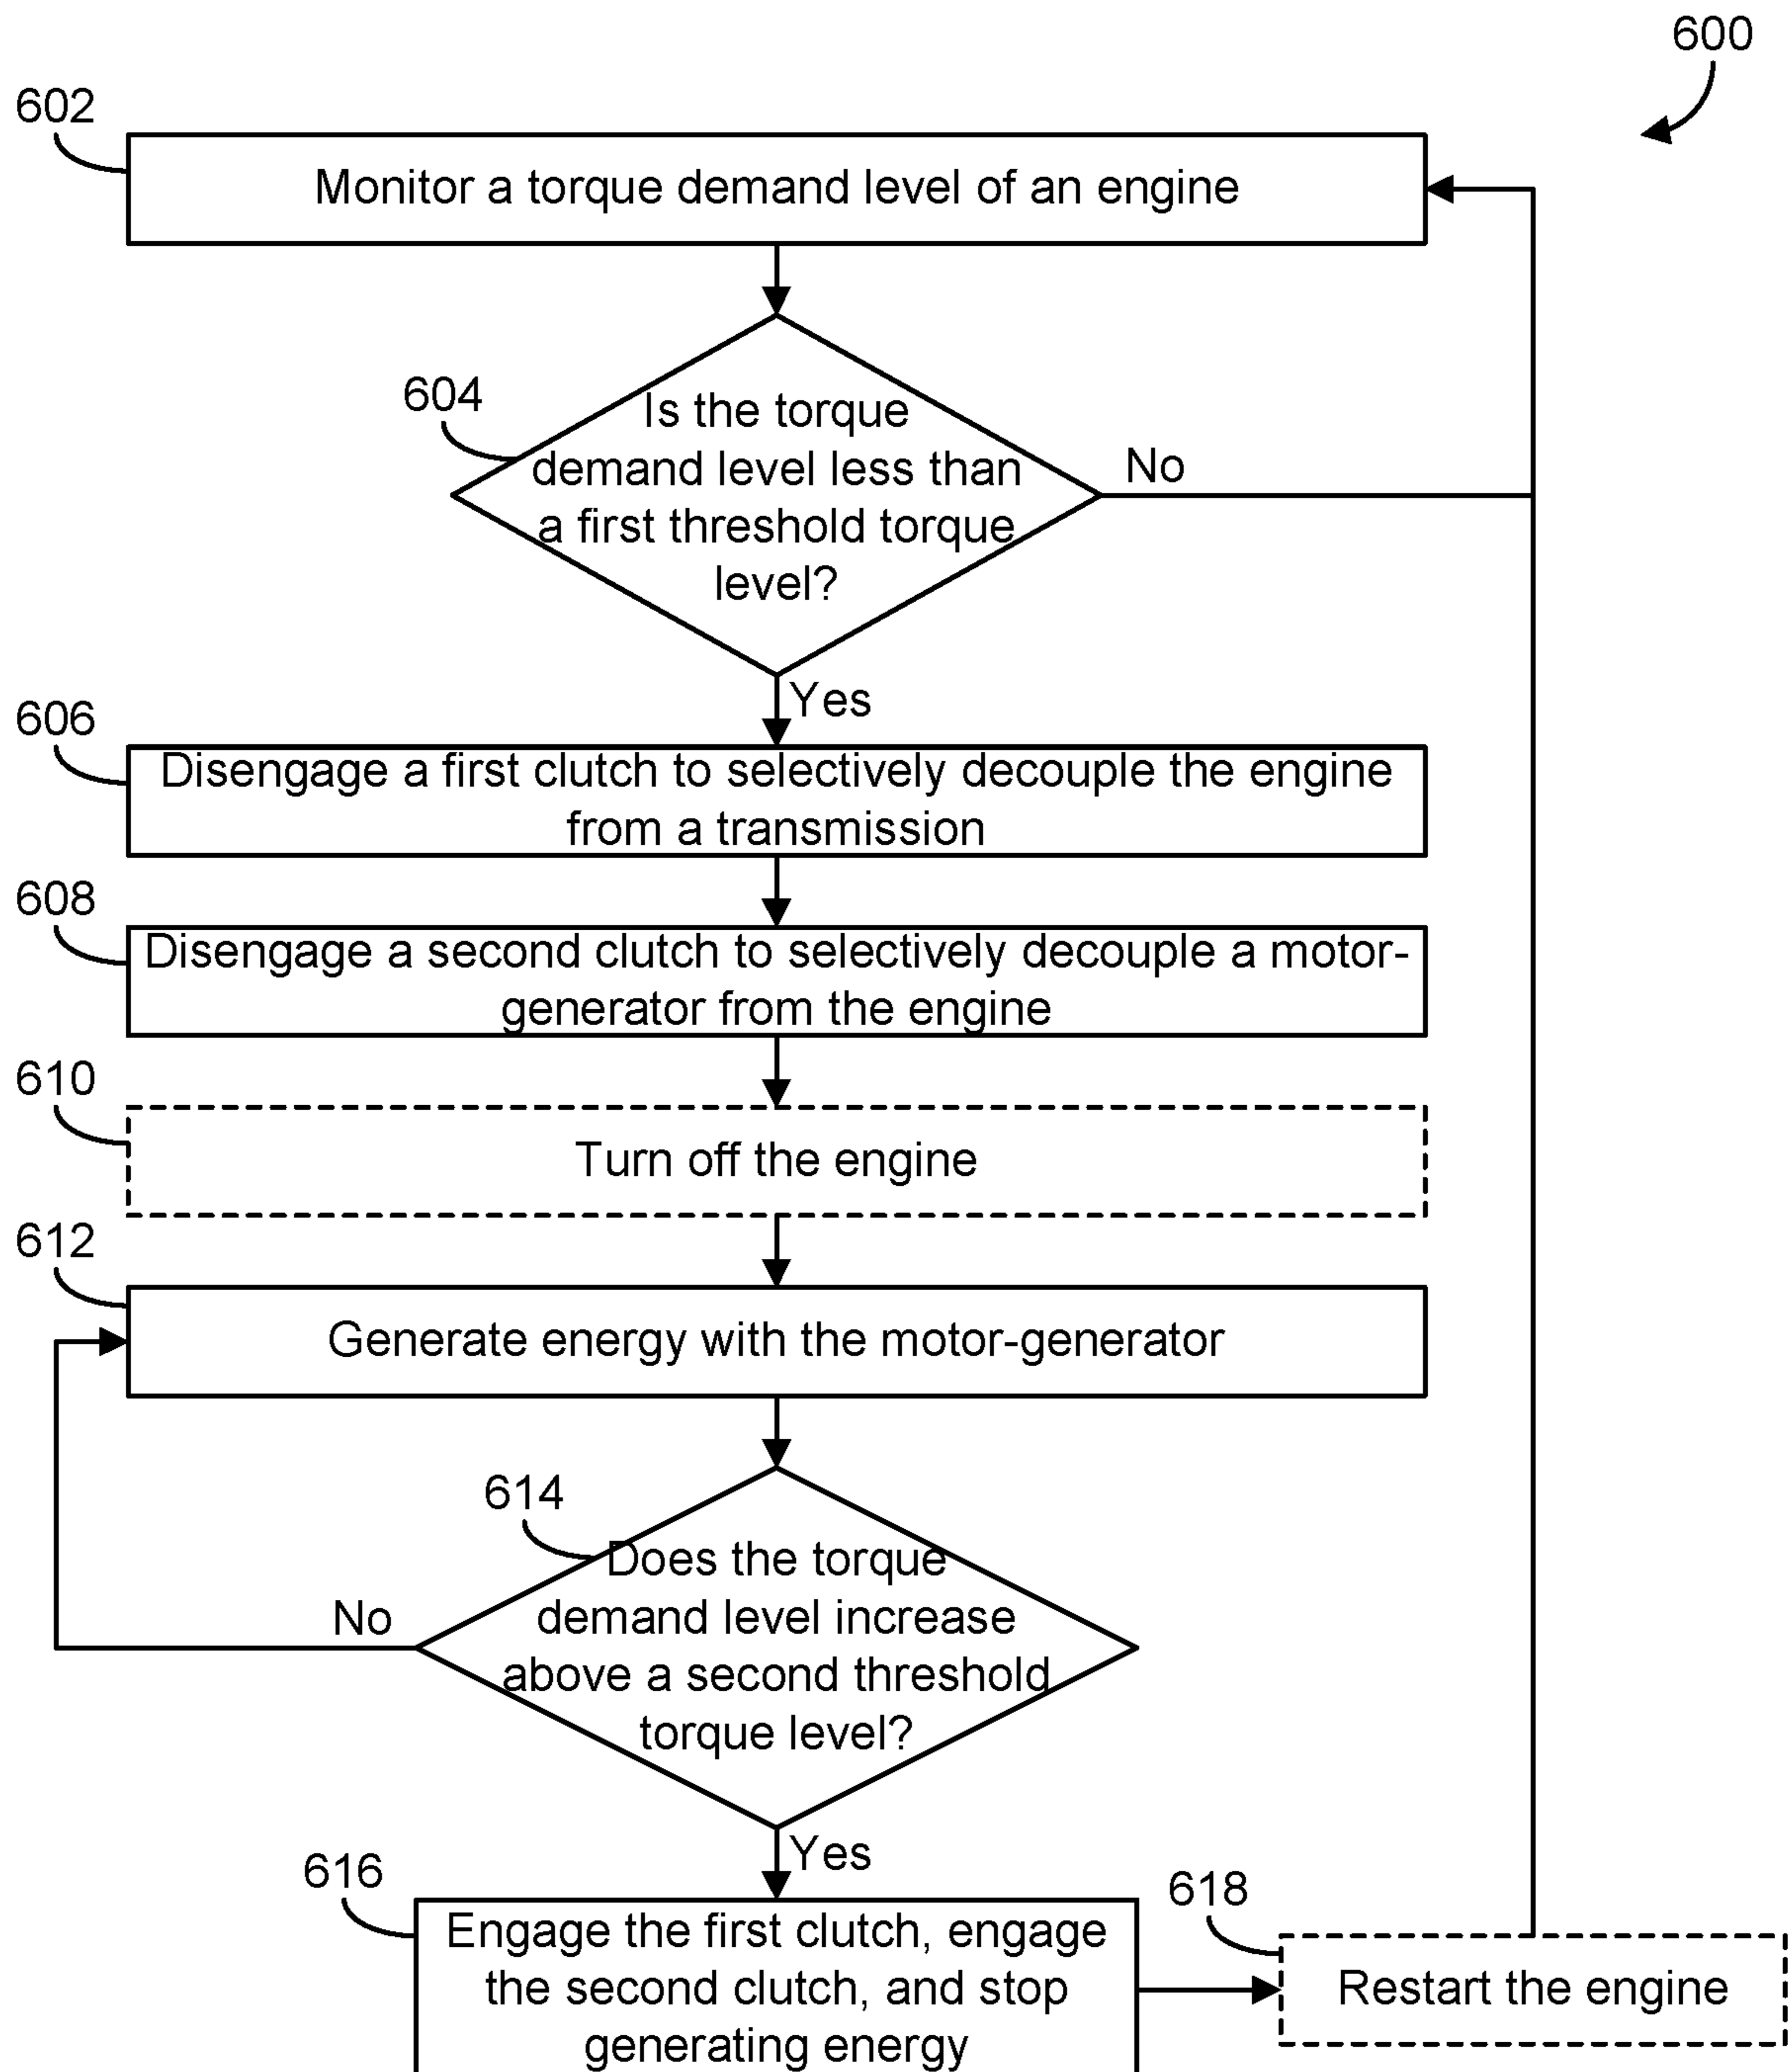 600
602
Monitor a torque demand level of an engine
604
Is the torque
demand level less than
a first threshold torque
level?
No
Yes
606
Disengage a first clutch to selectively decouple the engine
from a transmission
608
Disengage a second clutch to selectively decouple a motor-
generator from the engine
610
Turn off the engine
612
Generate energy with the motor-generator
614
Does the torque
demand level increase
above a second threshold
torque level?
No
Yes
616
Engage the first clutch, engage
the second clutch, and stop
generating energy
618
Restart the engine